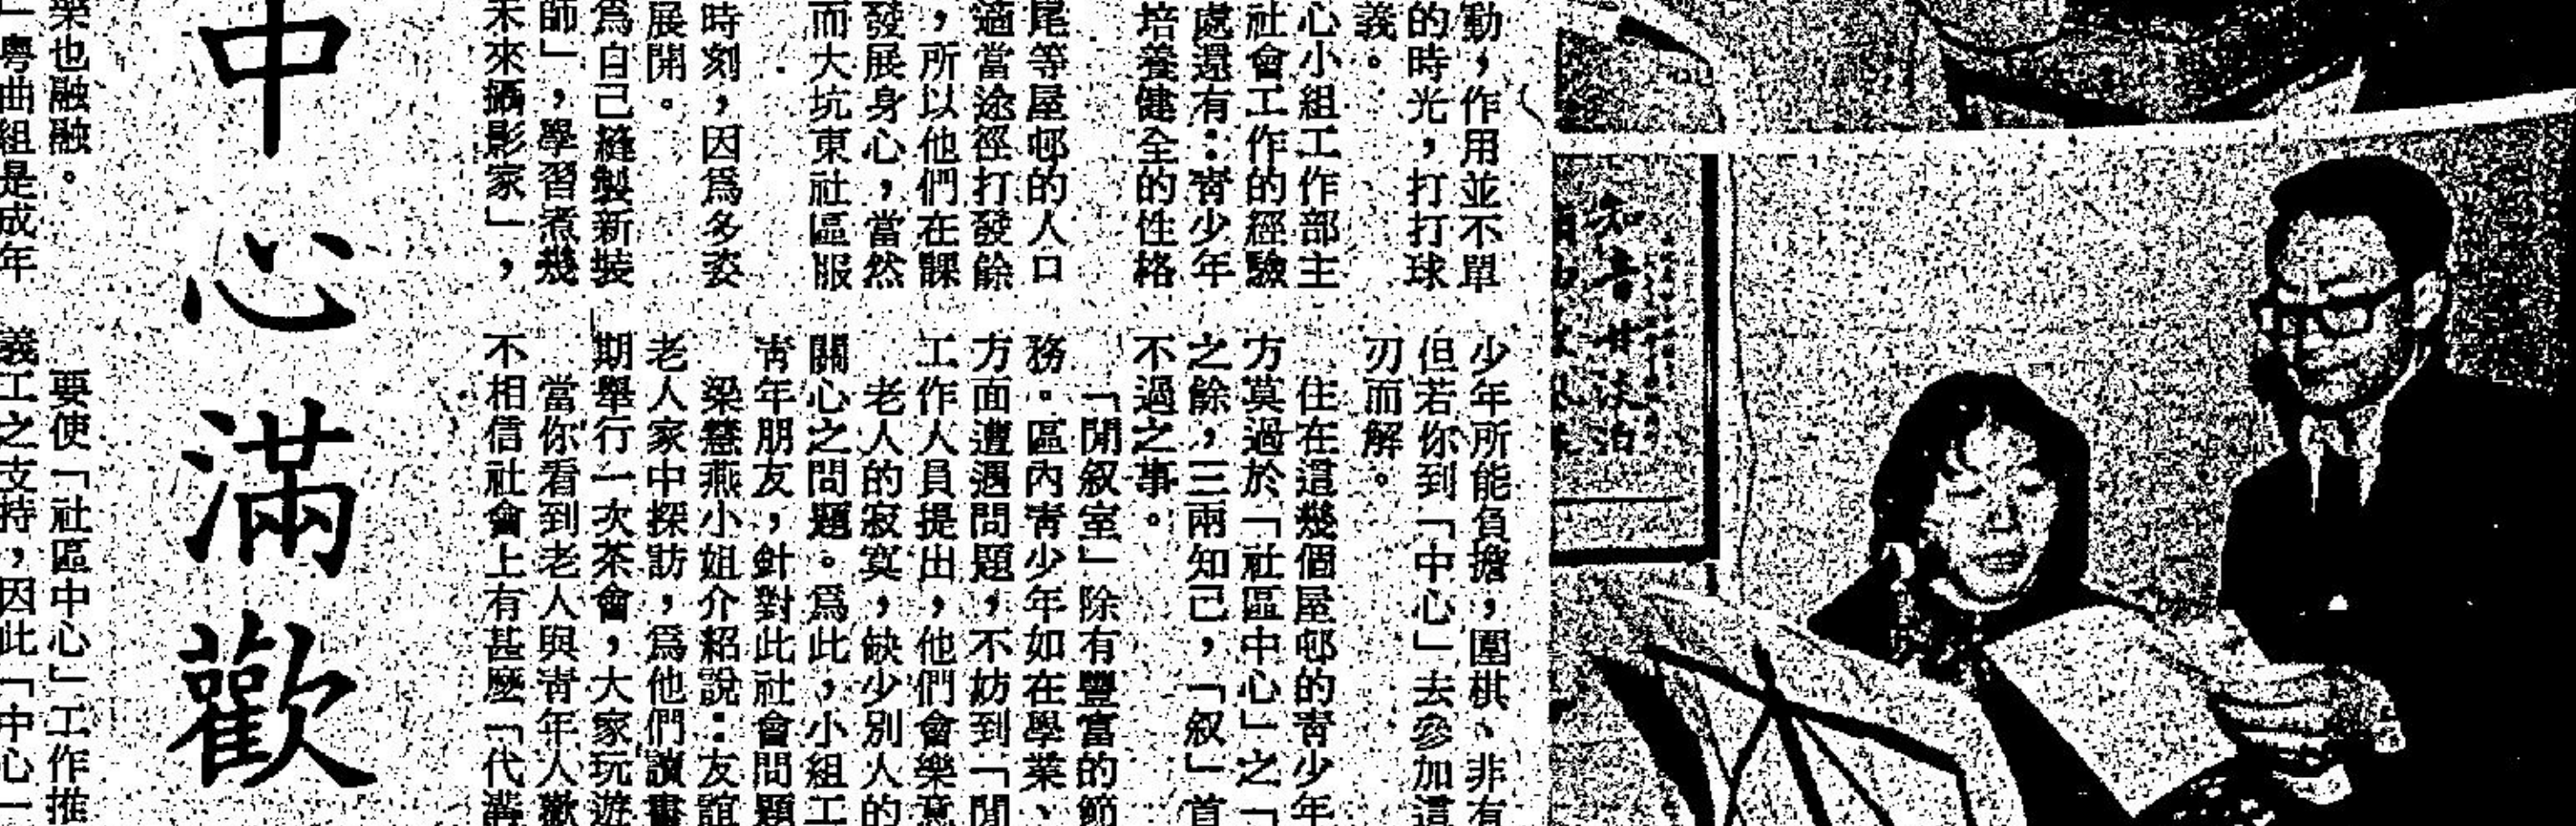 動，作用並不單
的時光，打打球
義。
心小組工作部主
社會工作的經驗
處還有：靑少年
培養健全的性格
尾等屋邨的人口
適當途徑打發餘
，所以他們在課
發展身心，當然
而大坑東社區服
時刻，因爲多姿
展開。
爲自己縫製新裝
師」，學習煮幾
未來攝影家」，
少年所能負擔，圍棋、非有
但若你到「中心」去參加這
刃而解。
住在這幾個屋邨的靑少年
方莫過於「社區中心」之「
之餘，三兩知己，「叙」首
不過之事。
「閒叙室」除有豐富的節
務。區內靑少年如在學業、
方面遭遇問題，不妨到「閒
工作人員提出，他們會樂意
老人的寂寞，缺少別人的
關心之問題。爲此，小組工
靑年朋友，針對此社會問題
梁慧燕小姐介紹說：友誼
老人家中探訪，爲他們讀書
期舉行一次茶會，大家玩遊
當你看到老人與靑年人歡
不相信社會上有甚麼「代溝
中心滿歡
樂也融融。
」粤曲組是成年
要使「社區中心」工作推
義工之支持，因此「中心
知音